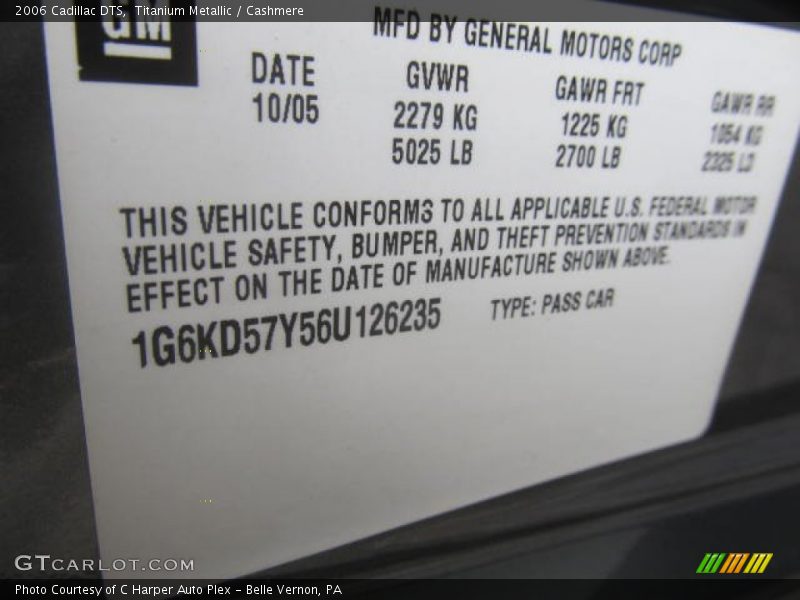 2006 Cadillac DTS, Titanium Metallic / Cashmere
GM
MFD BY GENERAL MOTORS CORP
DATE GVWR GAWR FRT GAWR RR
10/05 2279 KG 1225 KG 1054 KG
5025 LB 2700 LB 2325 LB
THIS VEHICLE CONFORMS TO ALL APPLICABLE U.S. FEDERAL MOTOR
VEHICLE SAFETY, BUMPER, AND THEFT PREVENTION STANDARDS IN
EFFECT ON THE DATE OF MANUFACTURE SHOWN ABOVE.
1G6KD57Y56U126235 TYPE: PASS CAR
GTCARLOT.COM
Photo Courtesy of C Harper Auto Plex - Belle Vernon, PA